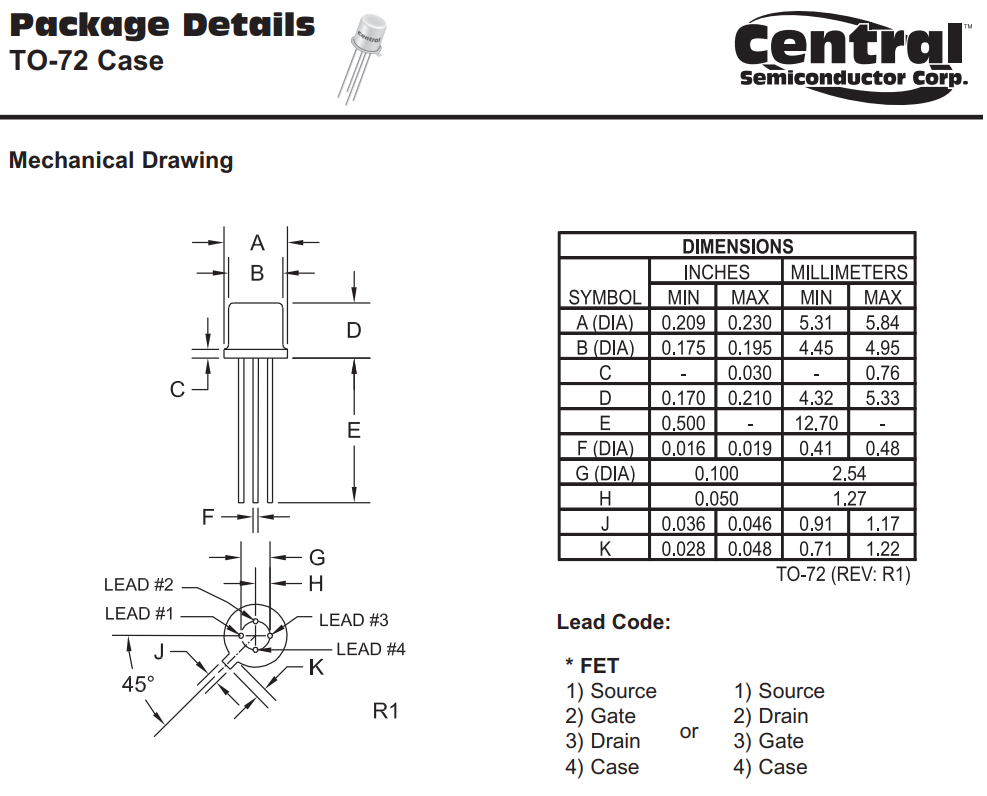 Package Details
TO-72 Case
Central
Central™
Semiconductor Corp.
Mechanical Drawing
A
B
D
C
E
F
G
H
LEAD #2
LEAD #1
LEAD #3
LEAD #4
J
K
45°
R1
DIMENSIONS
INCHES MILLIMETERS
SYMBOL MIN MAX MIN MAX
A (DIA) 0.209 0.230 5.31 5.84
B (DIA) 0.175 0.195 4.45 4.95
C - 0.030 - 0.76
D 0.170 0.210 4.32 5.33
E 0.500 - 12.70 -
F (DIA) 0.016 0.019 0.41 0.48
G (DIA) 0.100 2.54
H 0.050 1.27
J 0.036 0.046 0.91 1.17
K 0.028 0.048 0.71 1.22
TO-72 (REV: R1)
Lead Code:
* FET
1) Source
2) Gate
3) Drain
4) Case
or
1) Source
2) Drain
3) Gate
4) Case